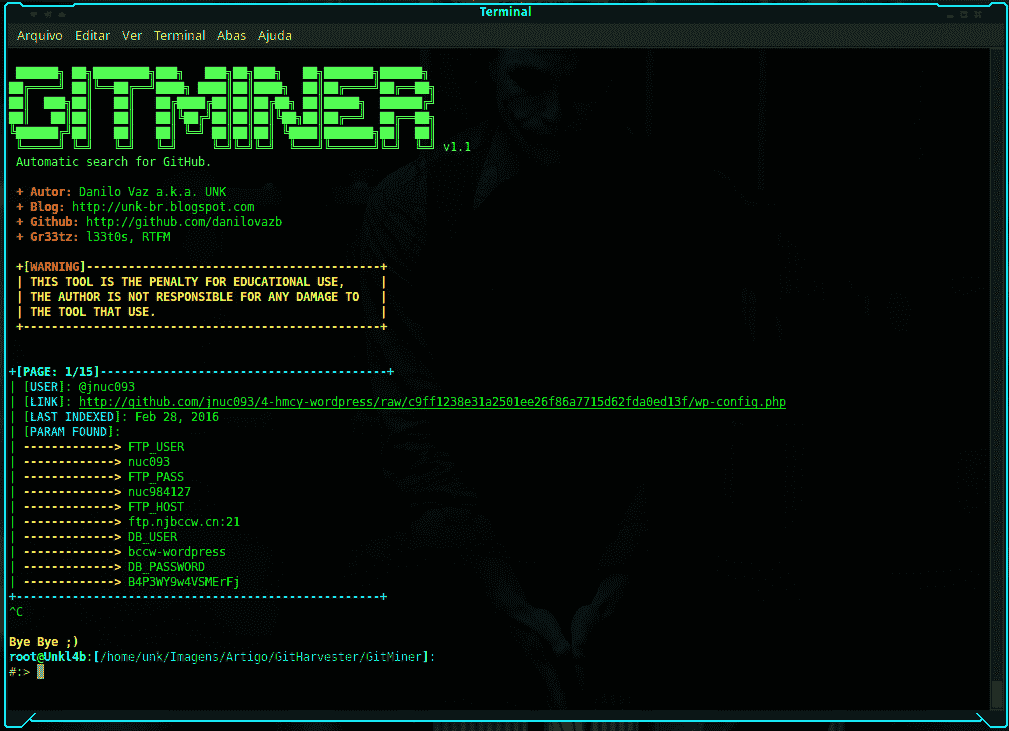 Terminal
Arquivo Editar Ver Terminal Abas Ajuda
GITMINER v1.1
Automatic search for GitHub.
+ Autor: Danilo Vaz a.k.a. UNK
+ Blog: http://unk-br.blogspot.com
+ Github: http://github.com/danilovazb
+ Gr33tz: l33t0s, RTFM
+[WARNING]------------------------------------------+
| THIS TOOL IS THE PENALTY FOR EDUCATIONAL USE, |
| THE AUTHOR IS NOT RESPONSIBLE FOR ANY DAMAGE TO |
| THE TOOL THAT USE. |
+---------------------------------------------------+
+[PAGE: 1/15]-----------------------------------------+
| [USER]: @jnuc093
| [LINK]: http://github.com/jnuc093/4-hmcy-wordpress/raw/c9ff1238e31a2501ee26f86a7715d62fda0ed13f/wp-config.php
| [LAST INDEXED]: Feb 28, 2016
| [PARAM FOUND]:
| -------------> FTP_USER
| -------------> nuc093
| -------------> FTP_PASS
| -------------> nuc984127
| -------------> FTP_HOST
| -------------> ftp.njbccw.cn:21
| -------------> DB_USER
| -------------> bccw-wordpress
| -------------> DB_PASSWORD
| -------------> B4P3WY9w4VSMErFj
+----------------------------------------------------+
^C
Bye Bye ;)
root@Unkl4b:[/home/unk/Imagens/Artigo/GitHarvester/GitMiner]:
#:>